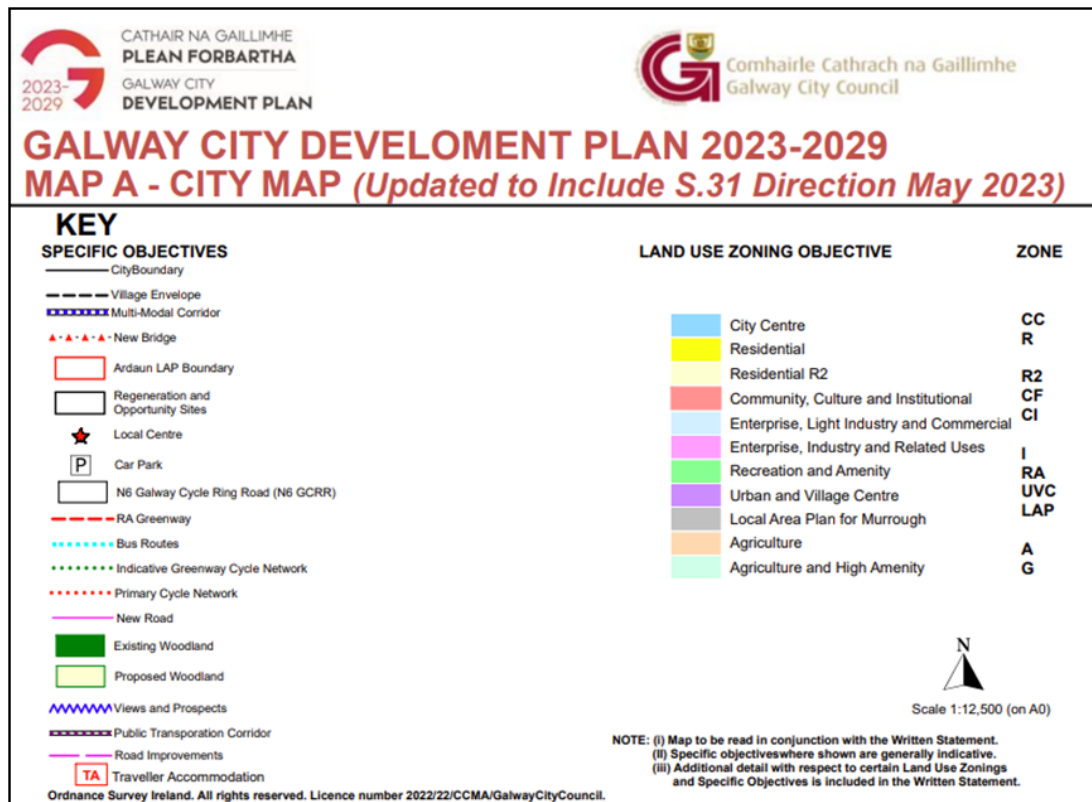 CATHAIR NA GAILLIMHE
PLEAN FORBARTHA
GALWAY CITY
DEVELOPMENT PLAN
2023-
2029
Comhairle Cathrach na Gaillimhe
Galway City Council
GALWAY CITY DEVELOMENT PLAN 2023-2029
MAP A - CITY MAP (Updated to Include S.31 Direction May 2023)
KEY
SPECIFIC OBJECTIVES
CityBoundary
Village Envelope
Multi-Modal Corridor
New Bridge
Ardaun LAP Boundary
Regeneration and
Opportunity Sites
Local Centre
P Car Park
N6 Galway Cycle Ring Road (N6 GCRR)
RA Greenway
Bus Routes
Indicative Greenway Cycle Network
Primary Cycle Network
New Road
Existing Woodland
Proposed Woodland
Views and Prospects
Public Transporation Corridor
Road Improvements
TA Traveller Accommodation
Ordnance Survey Ireland. All rights reserved. Licence number 2022/22/CCMA/GalwayCityCouncil.
LAND USE ZONING OBJECTIVE ZONE
City Centre CC
Residential R
Residential R2 R2
Community, Culture and Institutional CF
Enterprise, Light Industry and Commercial CI
Enterprise, Industry and Related Uses I
Recreation and Amenity RA
Urban and Village Centre UVC
Local Area Plan for Murrough LAP
Agriculture A
Agriculture and High Amenity G
N
Scale 1:12,500 (on A0)
NOTE: (i) Map to be read in conjunction with the Written Statement.
(II) Specific objectiveswhere shown are generally indicative.
(iii) Additional detail with respect to certain Land Use Zonings
and Specific Objectives is included in the Written Statement.